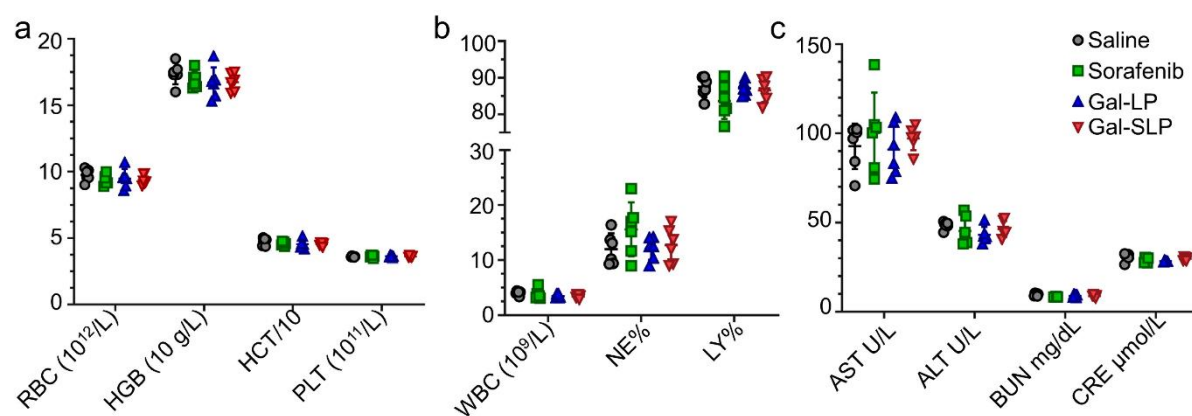 a
20
15
10
5
0
RBC (10¹²/L)
HGB (10 g/L)
HCT/10
PLT (10¹¹/L)
b
100
90
80
30
20
10
0
WBC (10⁹/L)
NE%
LY%
c
150
100
50
0
AST U/L
ALT U/L
BUN mg/dL
CRE µmol/L
Saline
Sorafenib
Gal-LP
Gal-SLP